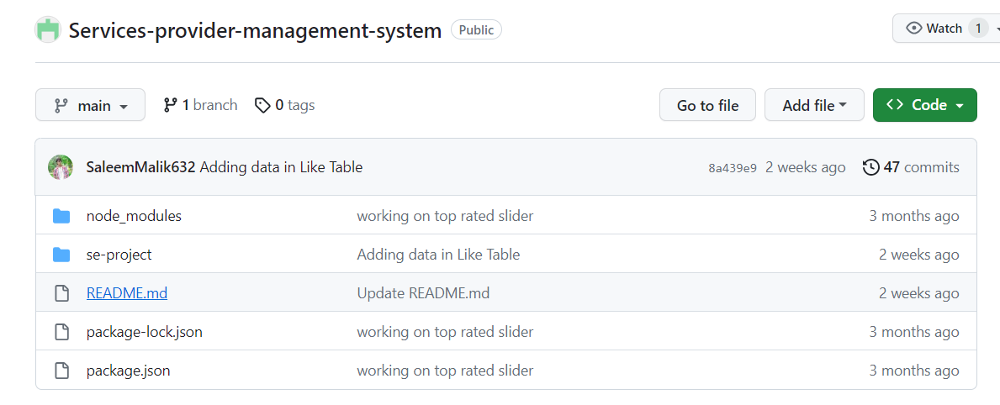 Services-provider-management-system Public Watch 1
main 1 branch 0 tags Go to file Add file Code
SaleemMalik632 Adding data in Like Table 8a439e9 2 weeks ago 47 commits
node_modules working on top rated slider 3 months ago
se-project Adding data in Like Table 2 weeks ago
README.md Update README.md 2 weeks ago
package-lock.json working on top rated slider 3 months ago
package.json working on top rated slider 3 months ago